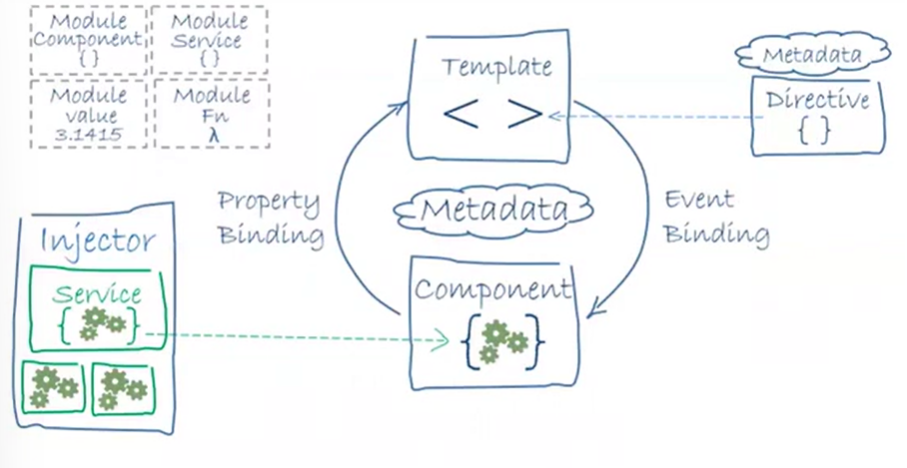 Module
Component
{ }
Module
Service
{ }
Module
value
3.1415
Module
Fn
λ
Template
< >
Metadata
Directive
{ }
Property
Binding
Metadata
Event
Binding
Injector
Service
{ }
Component
{ }